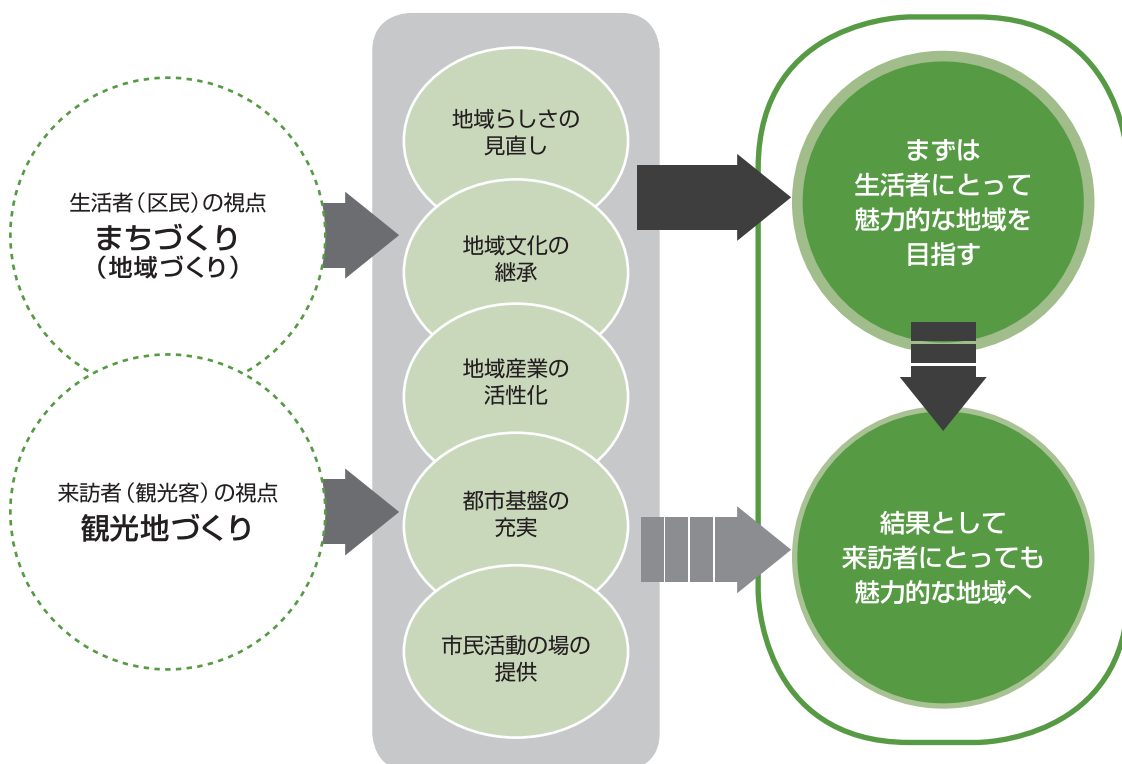 生活者（区民）の視点
まちづくり
（地域づくり）
来訪者（観光客）の視点
観光地づくり
地域らしさの
見直し
地域文化の
継承
地域産業の
活性化
都市基盤の
充実
市民活動の場の
提供
まずは
生活者にとって
魅力的な地域を
目指す
結果として
来訪者にとっても
魅力的な地域へ